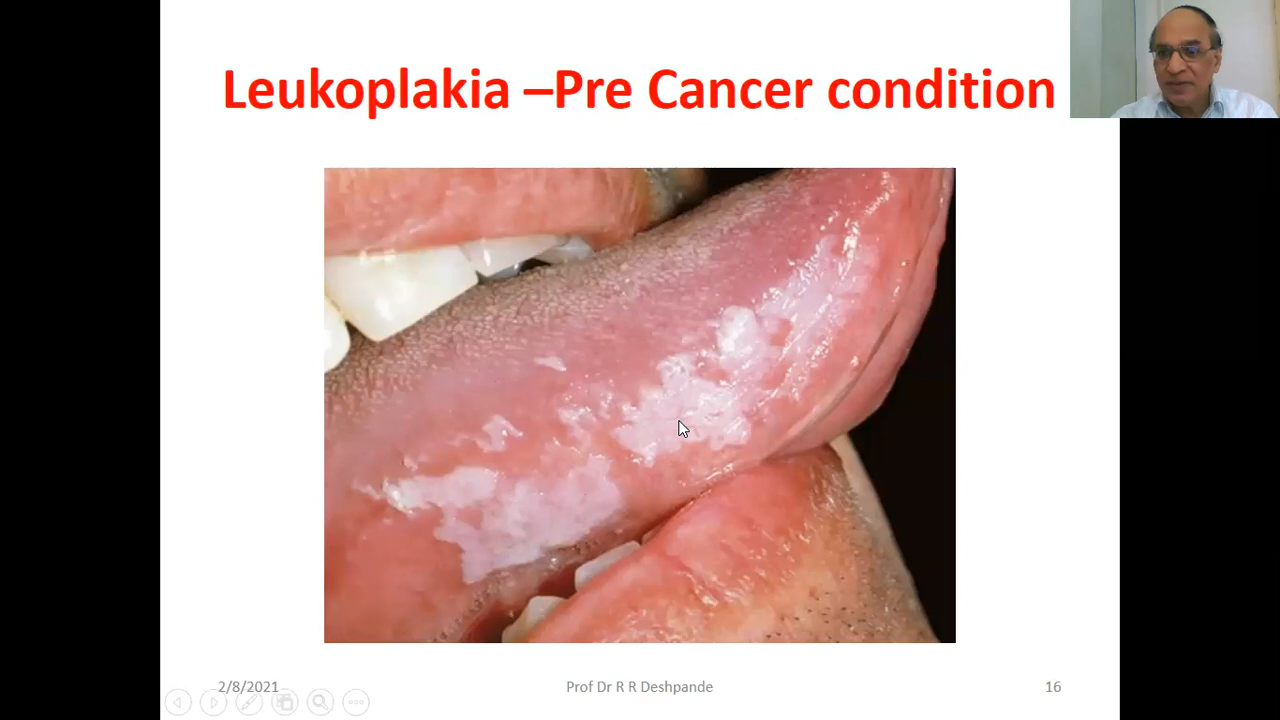 Leukoplakia –Pre Cancer condition
2/8/2021
Prof Dr R R Deshpande
16